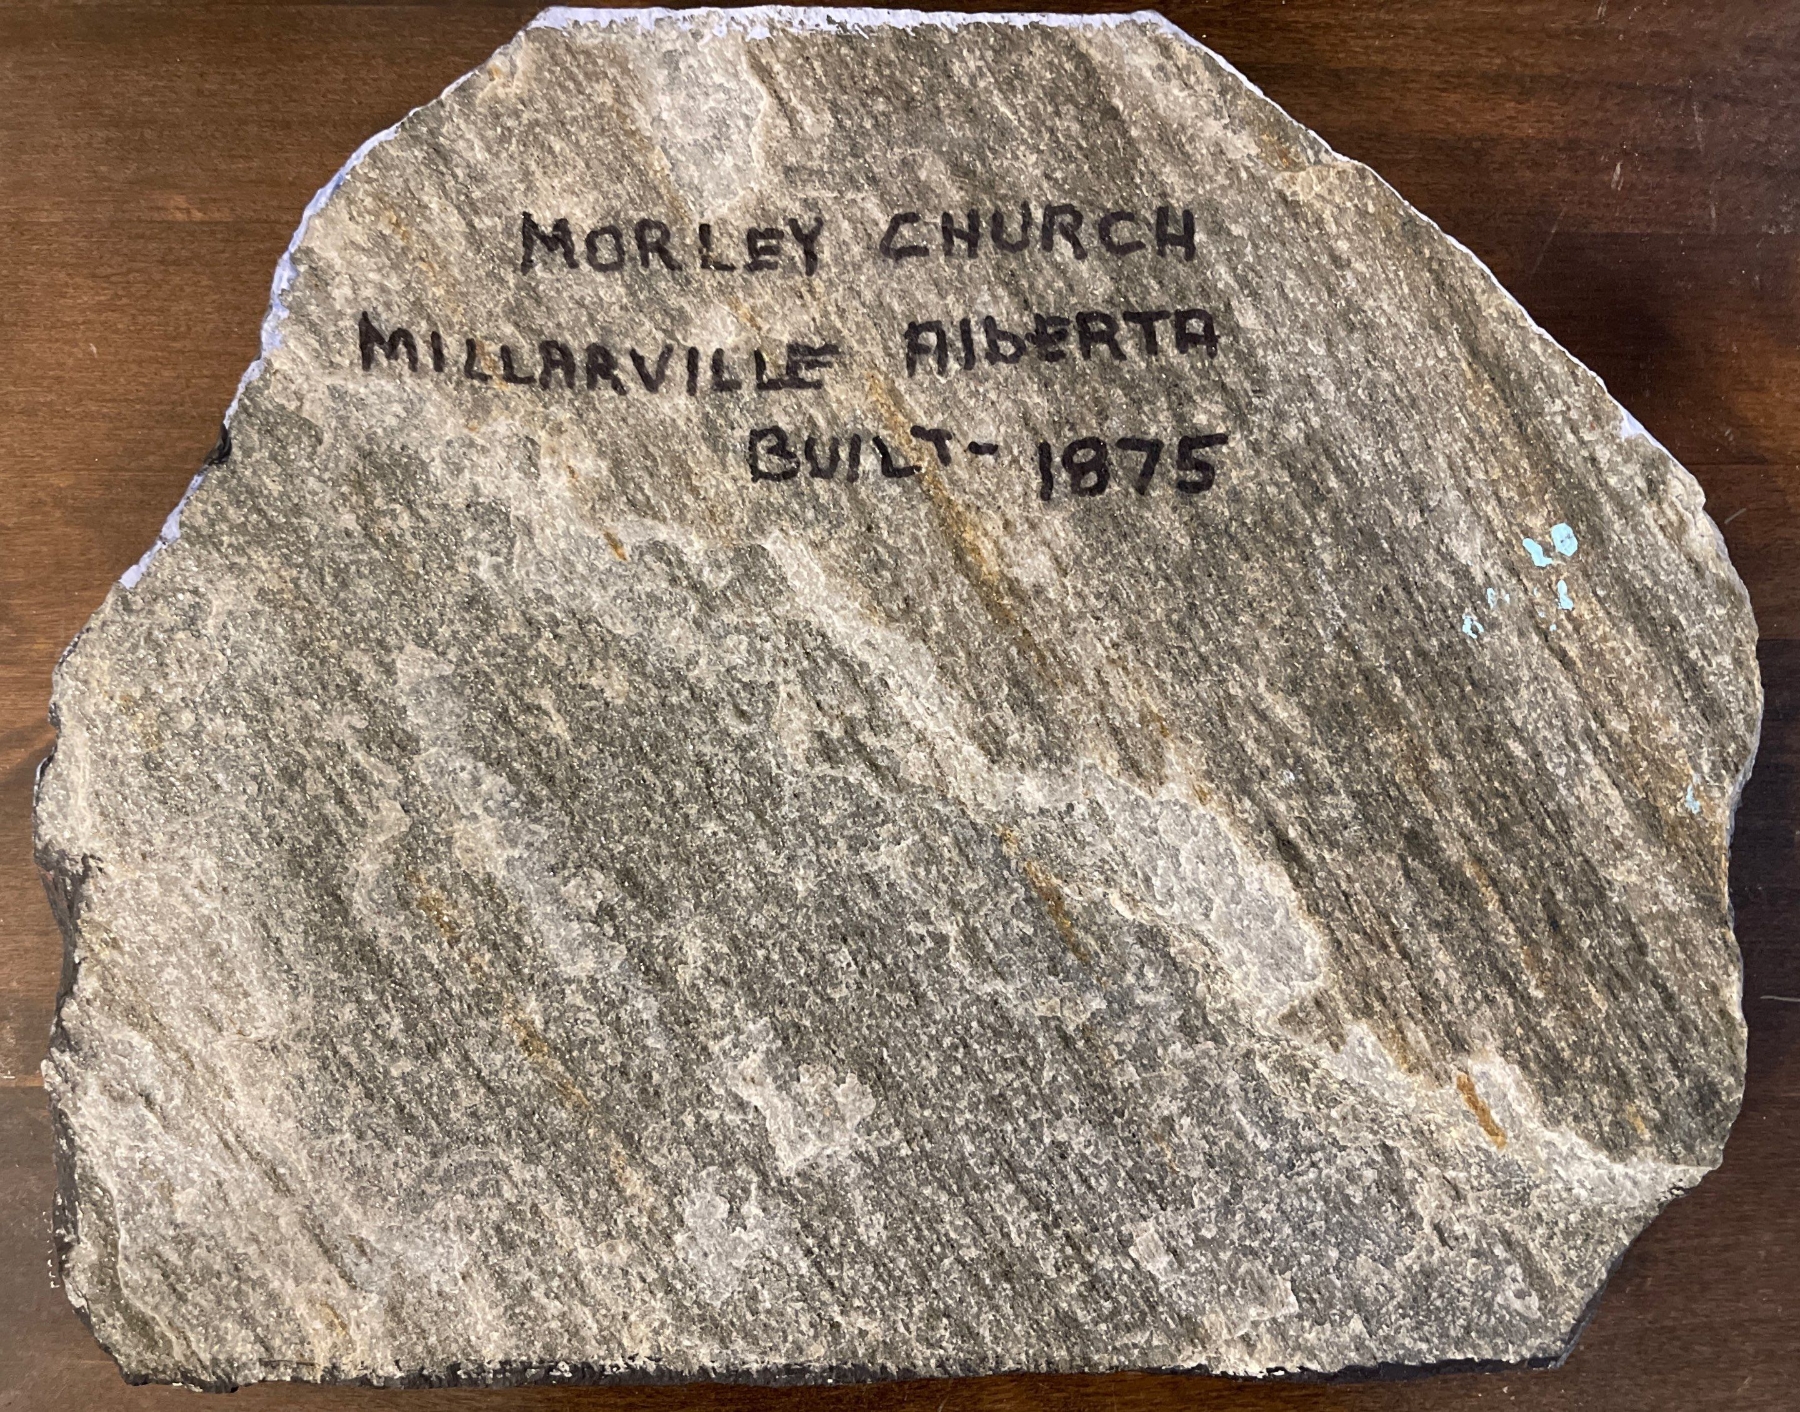 MORLEY CHURCH
MILLARVILLE AlbERTA
BUILT- 1875